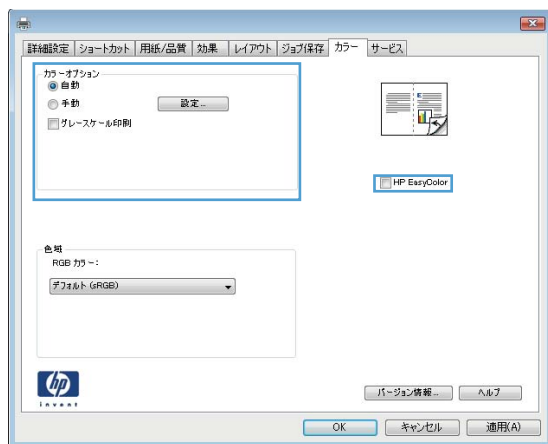 詳細設定 ショートカット 用紙/品質 効果 レイアウト ジョブ保存 カラー サービス
カラーオプション
自動
手動 設定...
グレースケール印刷
HP EasyColor
色域
RGB カラー:
デフォルト (sRGB)
hp
invent
バージョン情報... ヘルプ
OK キャンセル 適用(A)